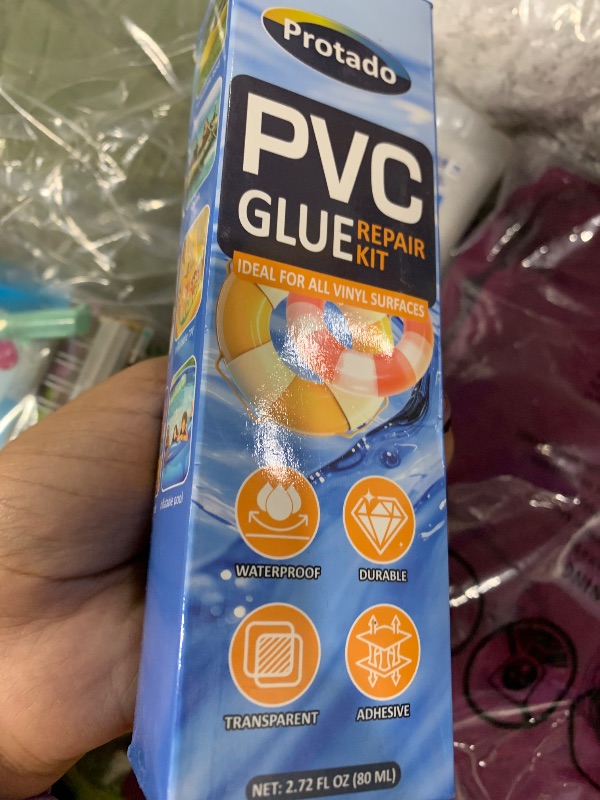 Protado
PVC
GLUE REPAIR KIT
IDEAL FOR ALL VINYL SURFACES
WATERPROOF
DURABLE
TRANSPARENT
ADHESIVE
NET: 2.72 FL OZ (80 ML)